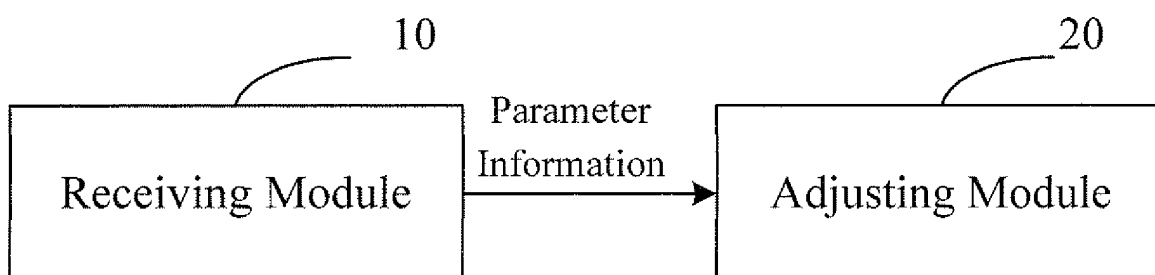 10
20
Parameter
Information
Receiving Module
Adjusting Module